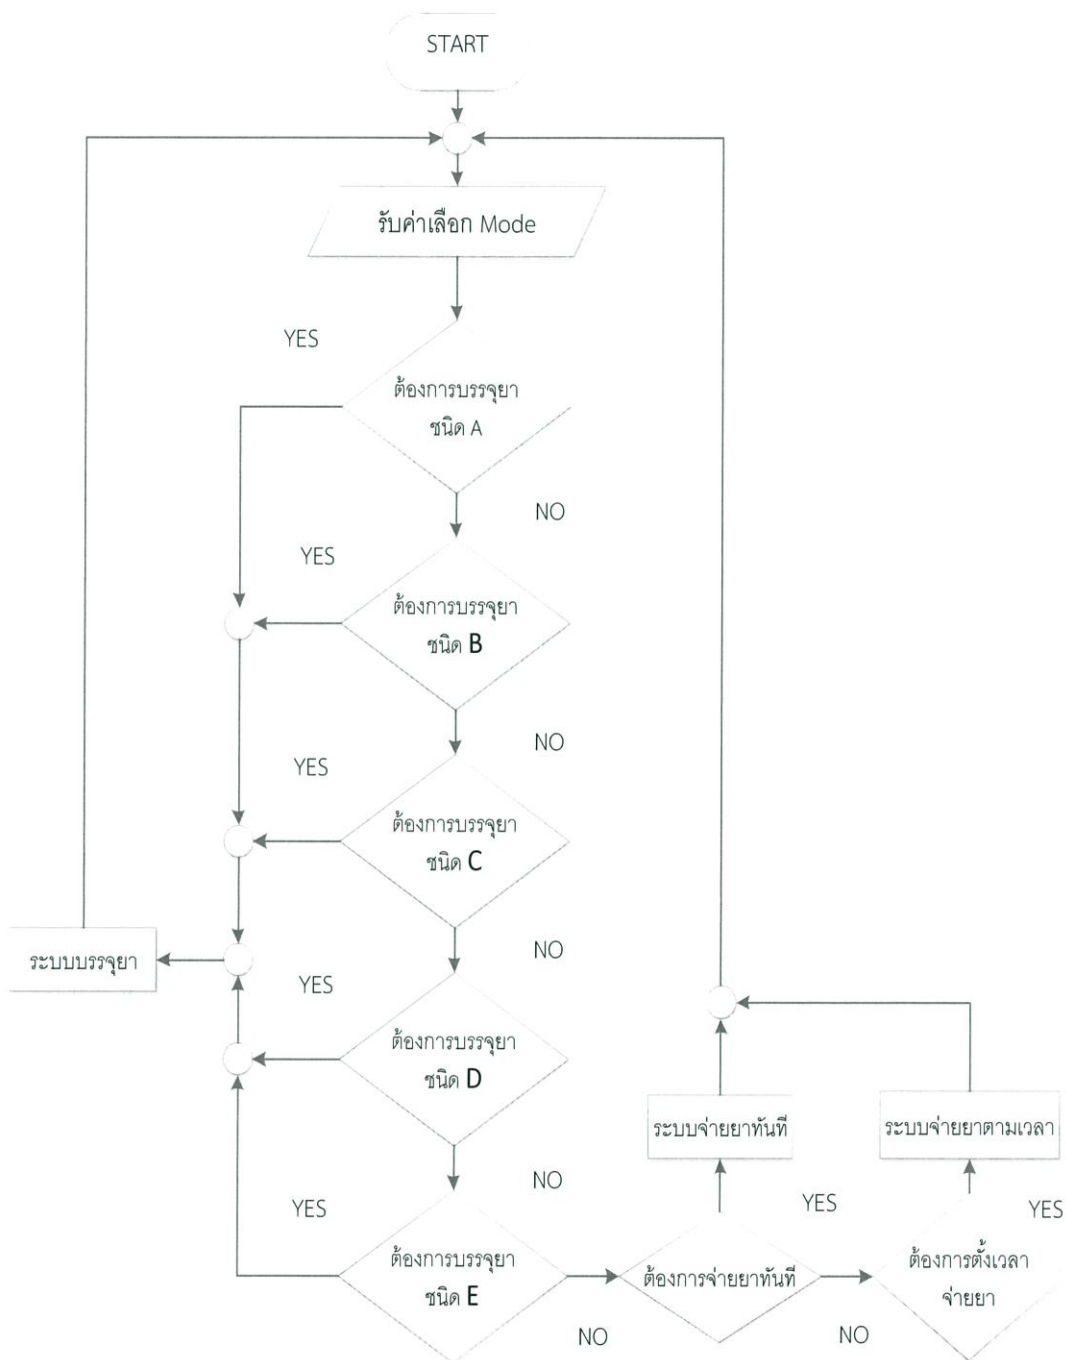 START
รับค่าเลือก Mode
YES
ต้องการบรรจุยา
ชนิด A
NO
YES
ต้องการบรรจุยา
ชนิด B
NO
YES
ต้องการบรรจุยา
ชนิด C
NO
ระบบบรรจุยา
YES
ต้องการบรรจุยา
ชนิด D
NO
ระบบจ่ายยาทันที
ระบบจ่ายยาตามเวลา
YES
ต้องการบรรจุยา
ชนิด E
NO
YES
ต้องการจ่ายยาทันที
NO
YES
ต้องการตั้งเวลา
จ่ายยา